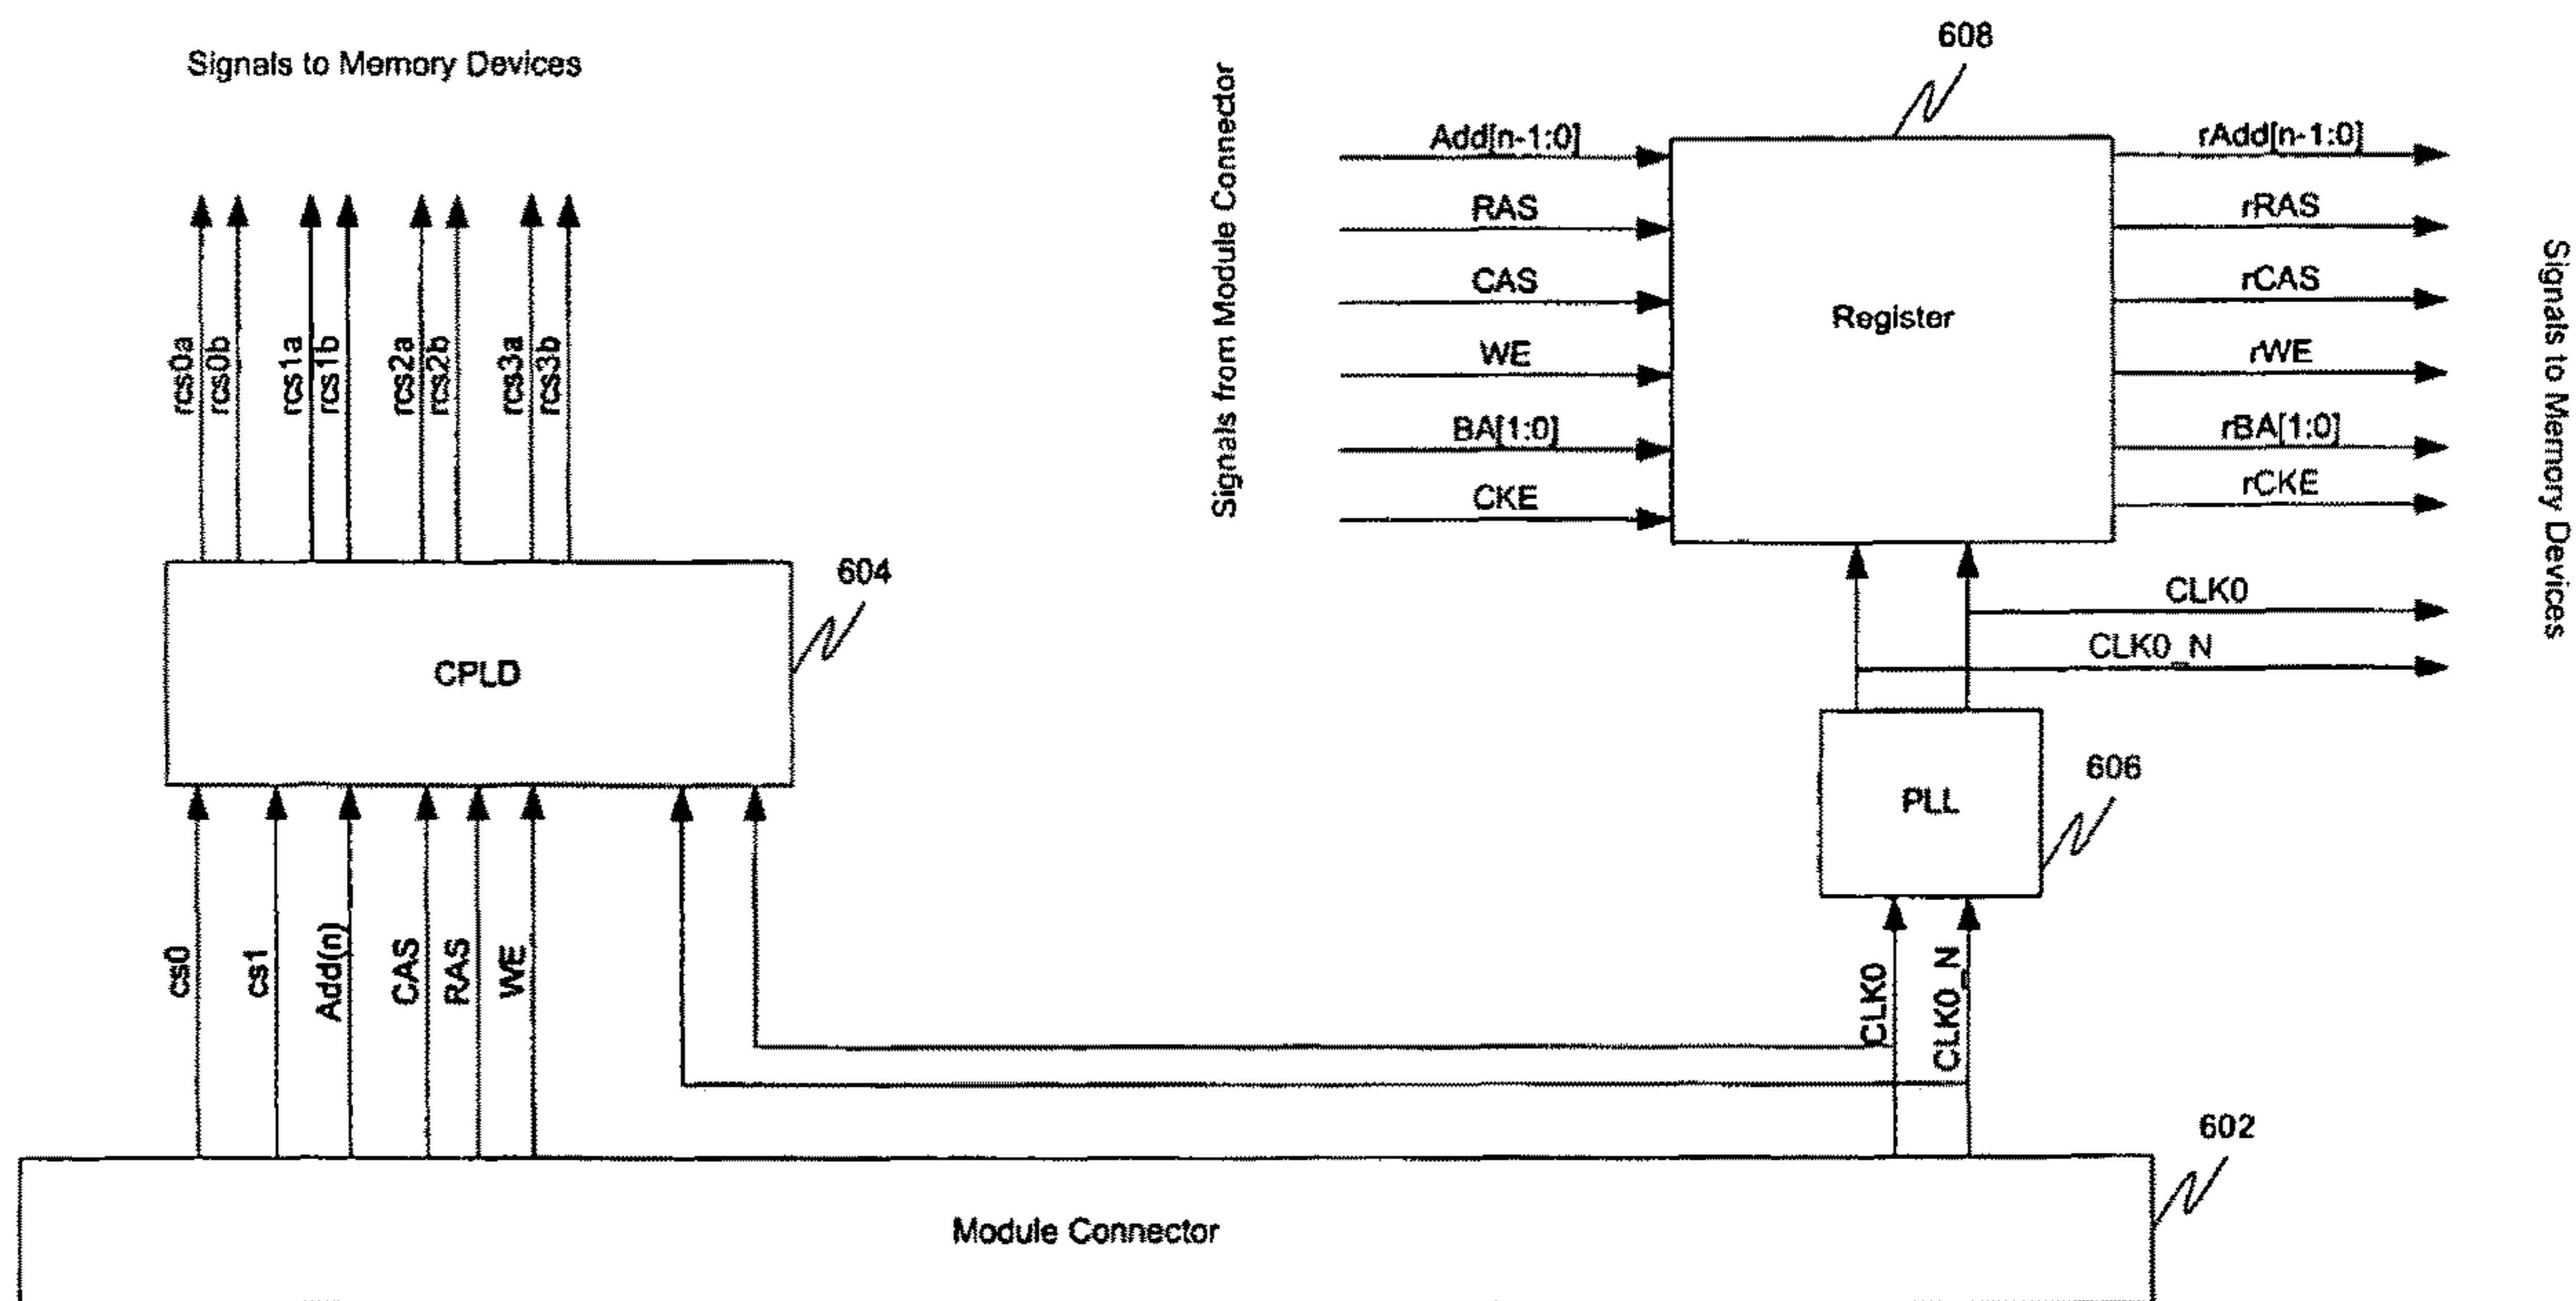 Signals to Memory Devices
rcs0a
rcs0b
rcs1a
rcs1b
rcs2a
rcs2b
rcs3a
rcs3b
604
CPLD
cs0
cs1
Add(n)
CAS
RAS
WE
608
Signals from Module Connector
Add[n-1:0]
RAS
CAS
WE
BA[1:0]
CKE
Register
rAdd[n-1:0]
rRAS
rCAS
rWE
rBA[1:0]
rCKE
CLK0
CLK0_N
Signals to Memory Devices
606
PLL
CLK0
CLK0_N
602
Module Connector